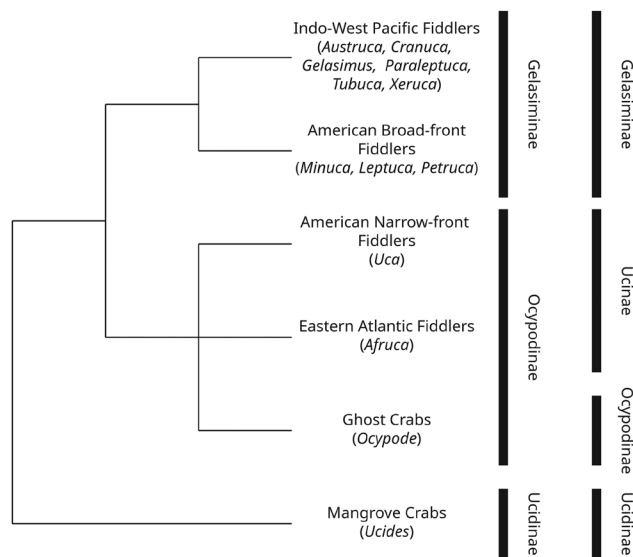 Indo-West Pacific Fiddlers
(Austruca, Cranuca,
Gelasimus, Paraleptuca,
Tubuca, Xeruca)
American Broad-front
Fiddlers
(Minuca, Leptuca, Petruca)
American Narrow-front
Fiddlers
(Uca)
Eastern Atlantic Fiddlers
(Afruca)
Ghost Crabs
(Ocypode)
Mangrove Crabs
(Ucides)
Gelasiminae
Ocypodinae
Ucidinae
Gelasiminae
Ucinae
Ocypodinae
Ucidinae